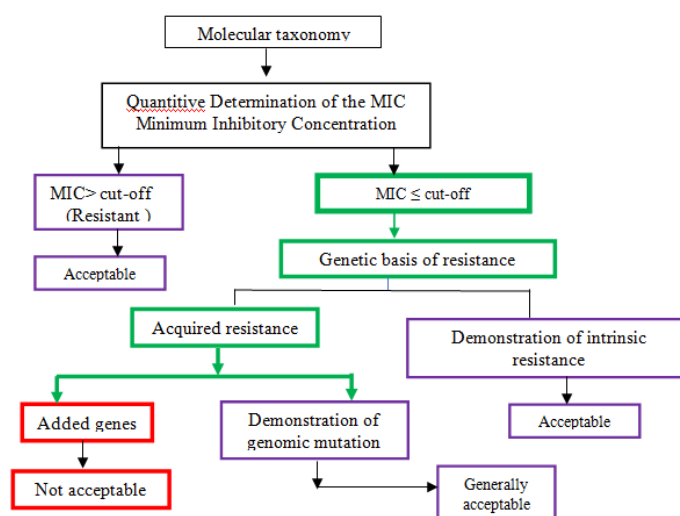 Molecular taxonomy
Quantitive Determination of the MIC
Minimum Inhibitory Concentration
MIC> cut-off
(Resistant )
MIC ≤ cut-off
Acceptable
Genetic basis of resistance
Acquired resistance
Demonstration of intrinsic
resistance
Added genes
Demonstration of
genomic mutation
Acceptable
Not acceptable
Generally
acceptable